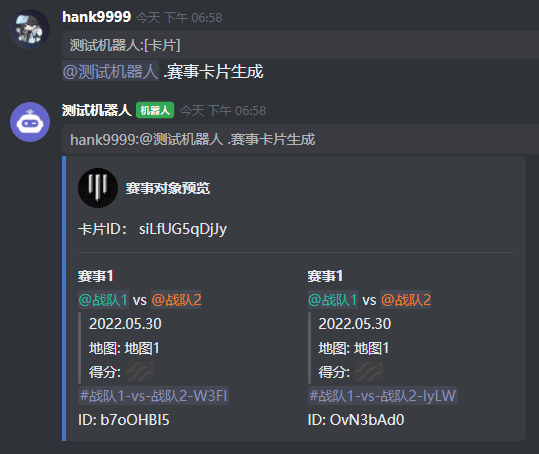 hank9999 今天 下午 06:58
测试机器人:[卡片]
@测试机器人 .赛事卡片生成
测试机器人 机器人 今天 下午 06:58
hank9999:@测试机器人 .赛事卡片生成
赛事对象预览
卡片ID： siLfUG5qDjJy
赛事1
@战队1 vs @战队2
2022.05.30
地图: 地图1
得分:
#战队1-vs-战队2-W3FI
ID: b7oOHBI5
赛事1
@战队1 vs @战队2
2022.05.30
地图: 地图1
得分:
#战队1-vs-战队2-IyLW
ID: OvN3bAd0